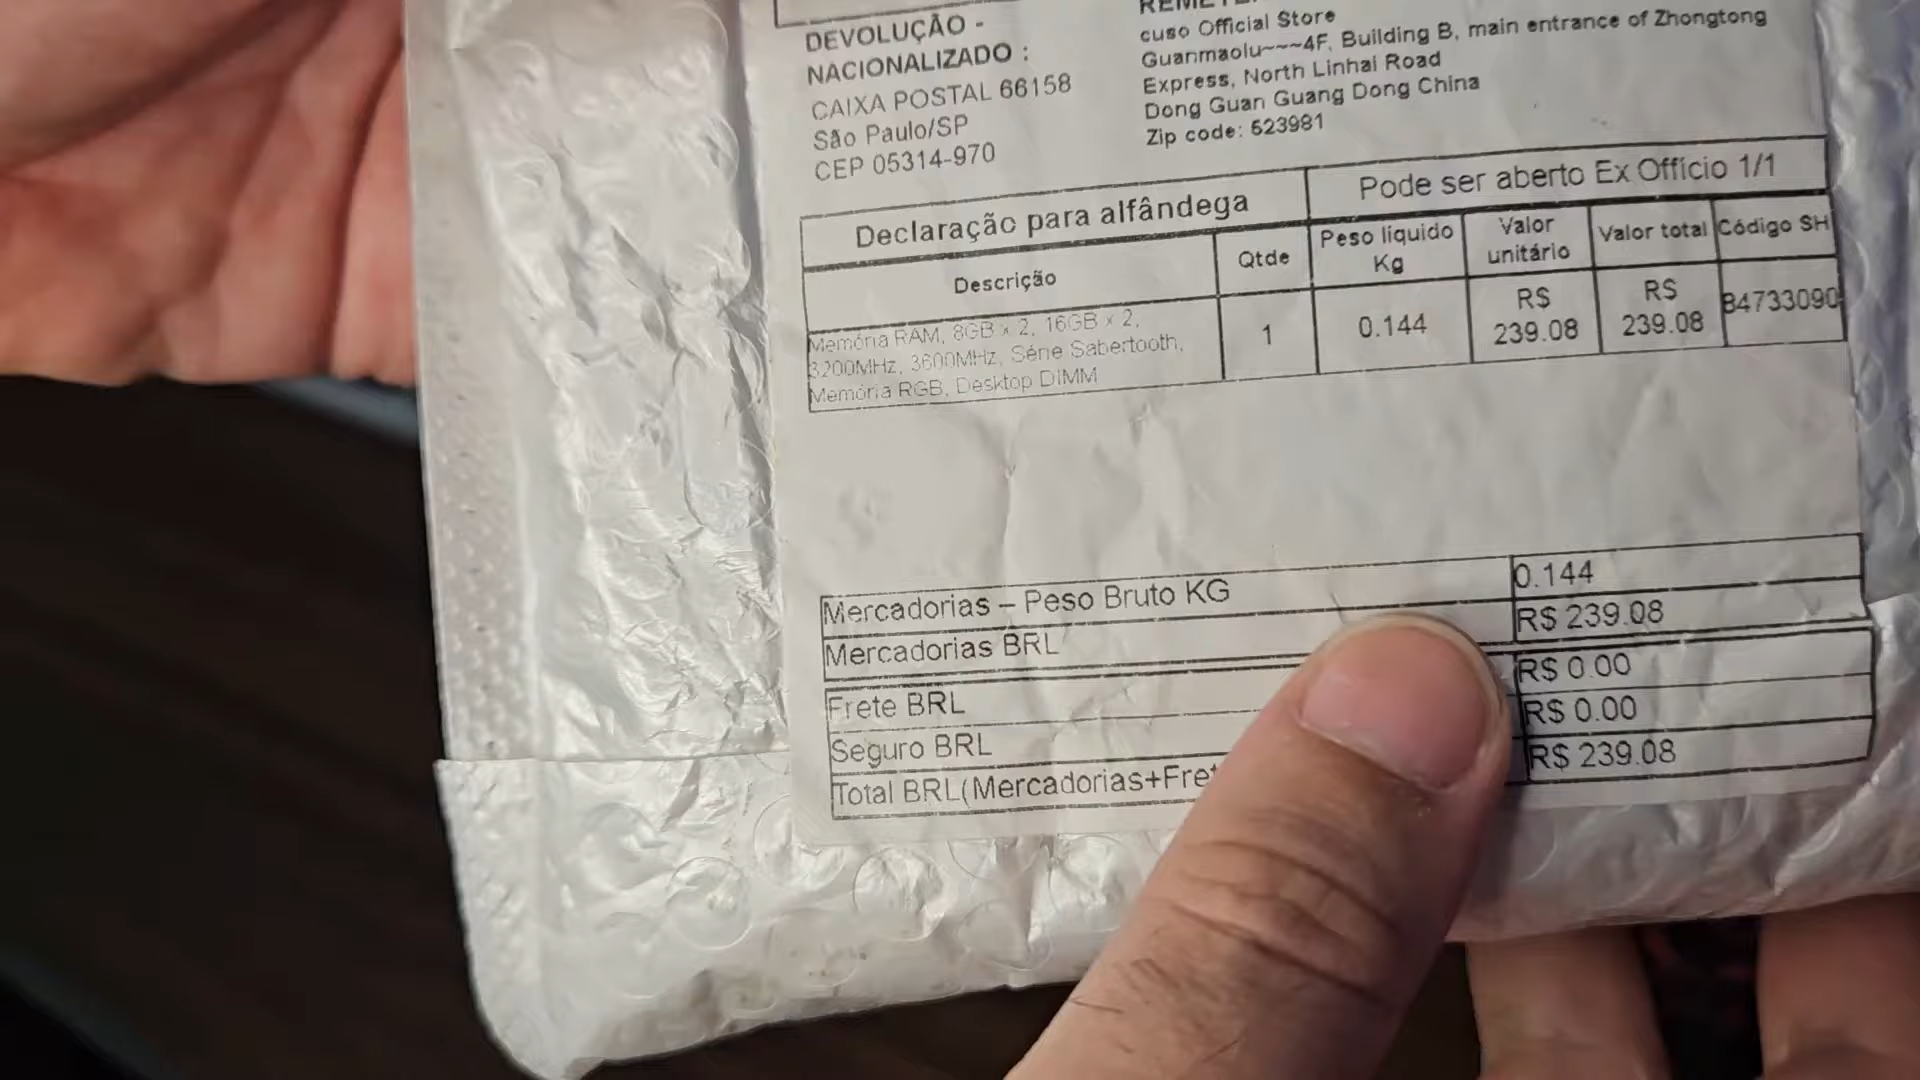 DEVOLUÇÃO -
NACIONALIZADO :
CAIXA POSTAL 66158
São Paulo/SP
CEP 05314-970
cuso Official Store
Guanmaolu~~~4F, Building B, main entrance of Zhongtong
Express, North Linhai Road
Dong Guan Guang Dong China
Zip code: 523981
Declaração para alfândega
Pode ser aberto Ex Offício 1/1
Descrição
Qtde
Peso líquido
Kg
Valor
unitário
Valor total
Código SH
Memória RAM, 8GB x 2, 16GB x 2,
3200MHz, 3600MHz, Série Sabertooth,
Memória RGB, Desktop DIMM
1
0.144
R$
239.08
R$
239.08
84733090
Mercadorias – Peso Bruto KG
0.144
Mercadorias BRL
R$ 239.08
Frete BRL
R$ 0.00
Seguro BRL
R$ 0.00
Total BRL(Mercadorias+Fre
R$ 239.08